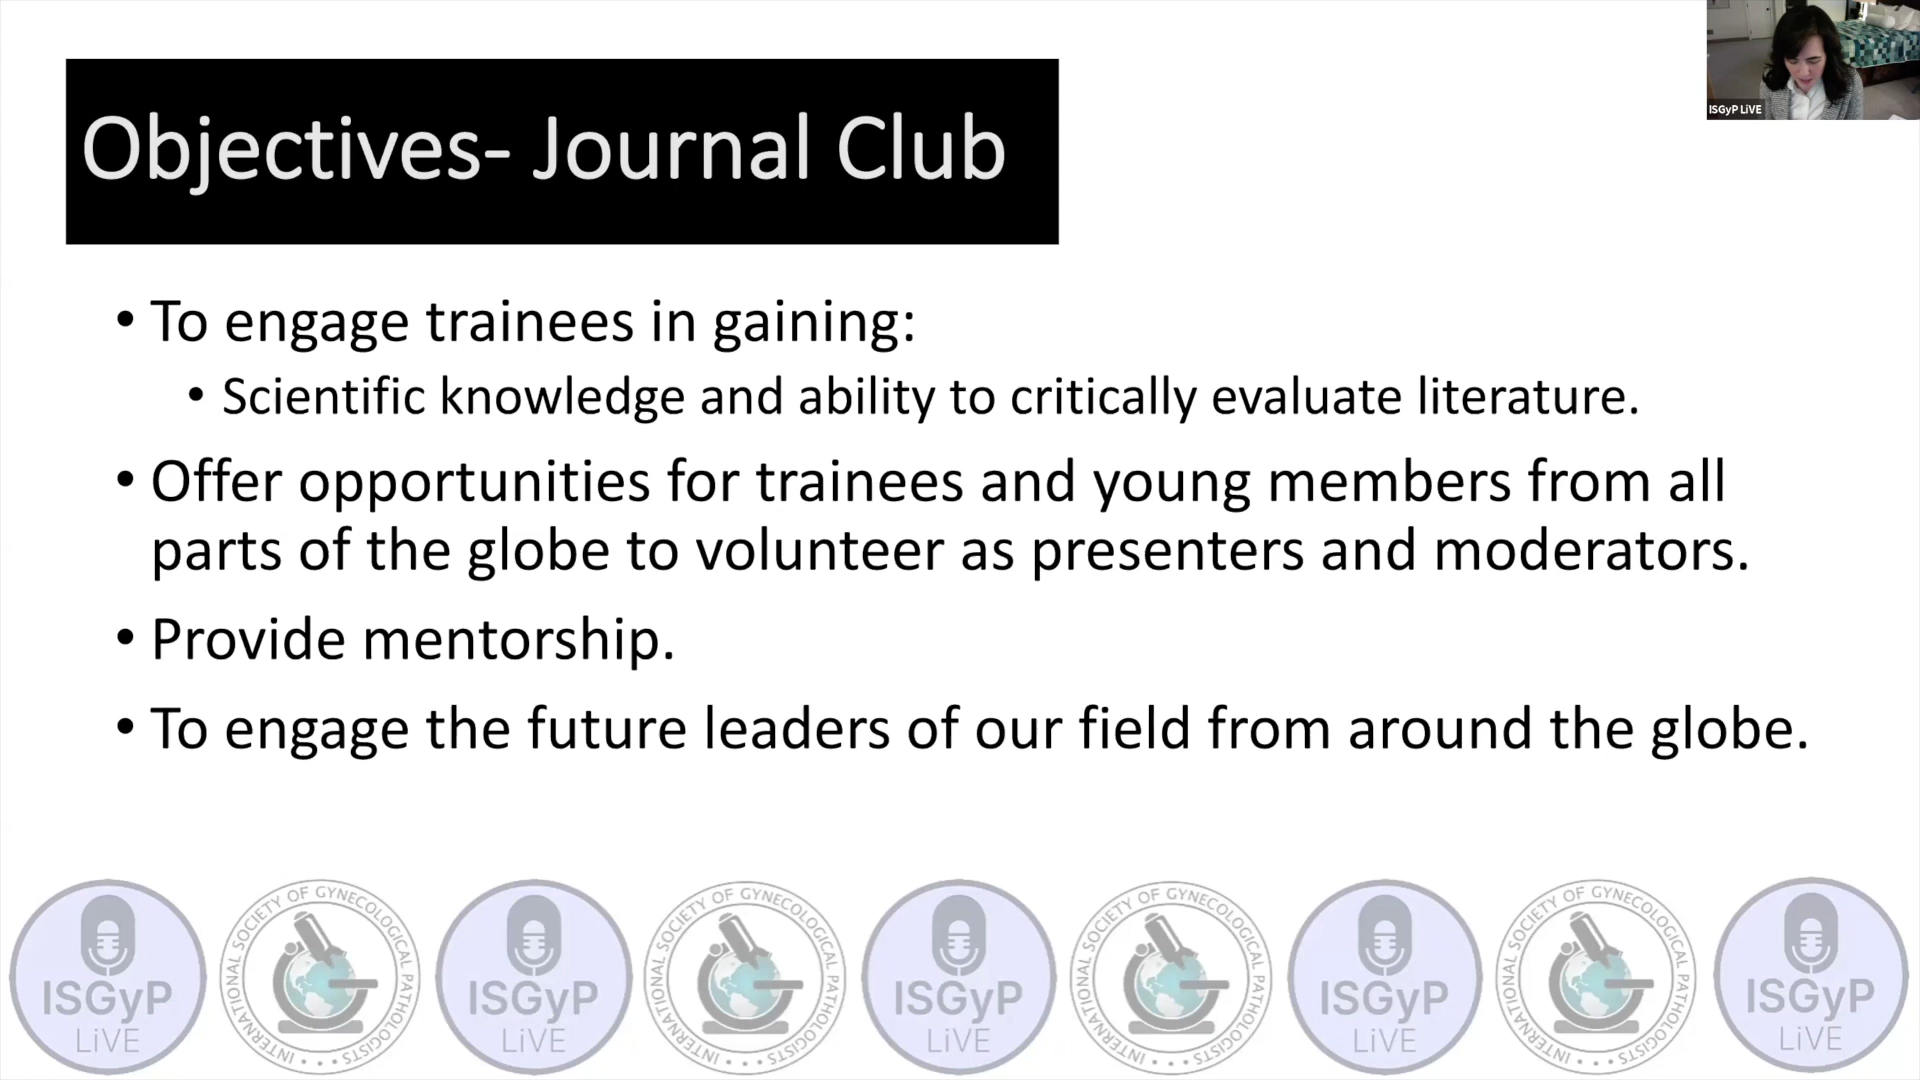 Objectives- Journal Club
ISGyP LiVE
• To engage trainees in gaining:
• Scientific knowledge and ability to critically evaluate literature.
• Offer opportunities for trainees and young members from all
parts of the globe to volunteer as presenters and moderators.
• Provide mentorship.
• To engage the future leaders of our field from around the globe.
ISGyP
LiVE
INTERNATIONAL SOCIETY OF GYNECOLOGICAL PATHOLOGISTS
ISGyP
LiVE
INTERNATIONAL SOCIETY OF GYNECOLOGICAL PATHOLOGISTS
ISGyP
LiVE
INTERNATIONAL SOCIETY OF GYNECOLOGICAL PATHOLOGISTS
ISGyP
LiVE
INTERNATIONAL SOCIETY OF GYNECOLOGICAL PATHOLOGISTS
ISGyP
LiVE